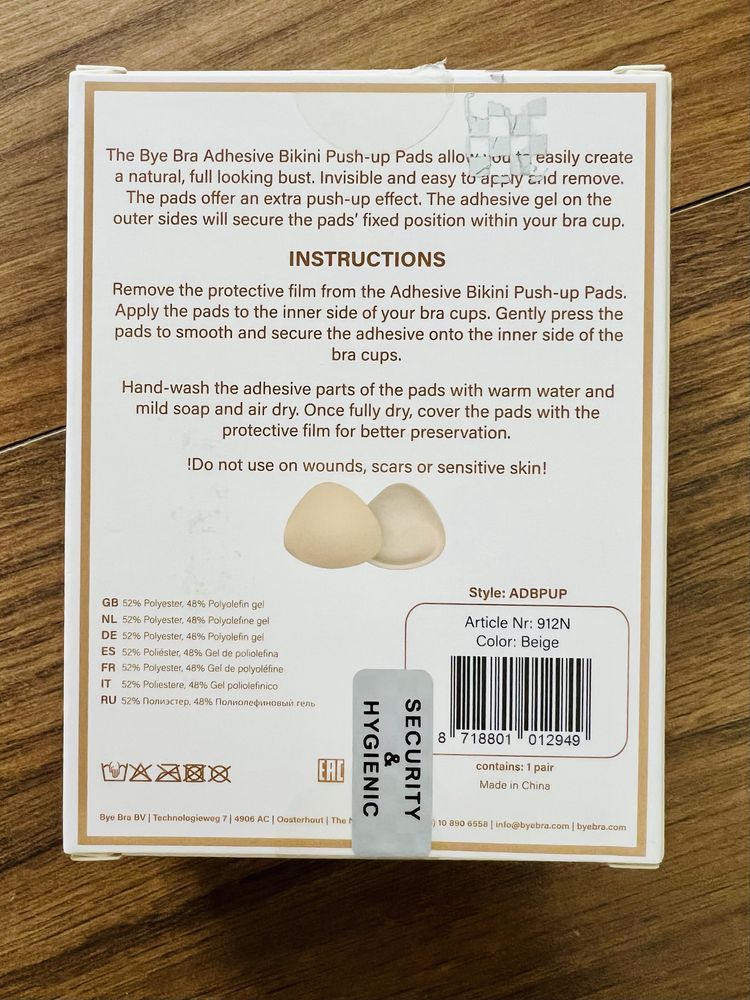 The Bye Bra Adhesive Bikini Push-up Pads allow you to easily create
a natural, full looking bust. Invisible and easy to apply and remove.
The pads offer an extra push-up effect. The adhesive gel on the
outer sides will secure the pads' fixed position within your bra cup.
INSTRUCTIONS
Remove the protective film from the Adhesive Bikini Push-up Pads.
Apply the pads to the inner side of your bra cups. Gently press the
pads to smooth and secure the adhesive onto the inner side of the
bra cups.
Hand-wash the adhesive parts of the pads with warm water and
mild soap and air dry. Once fully dry, cover the pads with the
protective film for better preservation.
!Do not use on wounds, scars or sensitive skin!
GB 52% Polyester, 48% Polyolefin gel
NL 52% Polyester, 48% Polyolefine gel
DE 52% Polyester, 48% Polyolefin gel
ES 52% Poliéster, 48% Gel de poliolefina
FR 52% Polyester, 48% Gel de polyoléfine
IT 52% Poliestere, 48% Gel poliolefinico
RU 52% Полиэстер, 48% Полиолефиновый гель
Style: ADBPUP
Article Nr: 912N
Color: Beige
8 718801 012949
contains: 1 pair
Made in China
EAC
SECURITY
&
HYGIENIC
Bye Bra BV | Technologieweg 7 | 4906 AC | Oosterhout | The 10 890 6558 | info@byebra.com | byebra.com